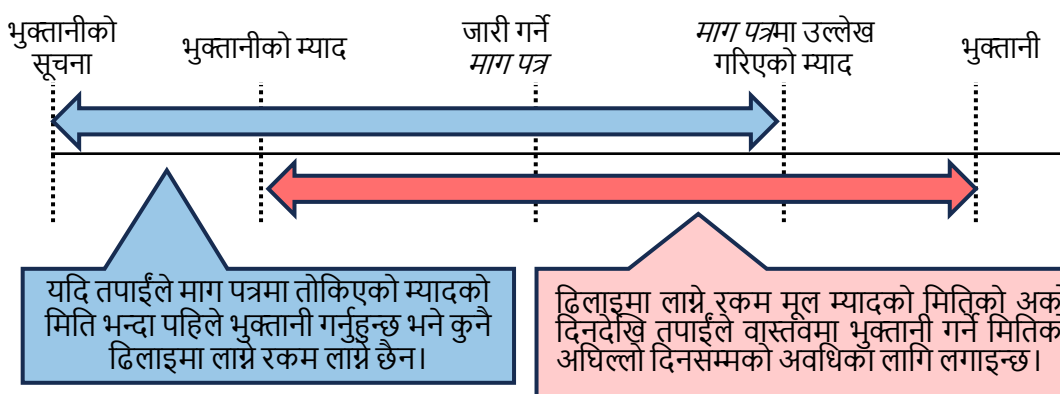 भुक्तानीको
सूचना
भुक्तानीको म्याद
जारी गर्ने
माग पत्र
माग पत्रमा उल्लेख
गरिएको म्याद
भुक्तानी
यदि तपाईंले माग पत्रमा तोकिएको म्यादको
मिति भन्दा पहिले भुक्तानी गर्नुहुन्छ भने कुनै
ढिलाइमा लाग्ने रकम लाग्ने छैन।
ढिलाइमा लाग्ने रकम मूल म्यादको मितिको
दिनदेखि तपाईंले वास्तवमा भुक्तानी गर्ने मितिको
अघिल्लो दिनसम्मको अवधिका लागि लगाइन्छ।